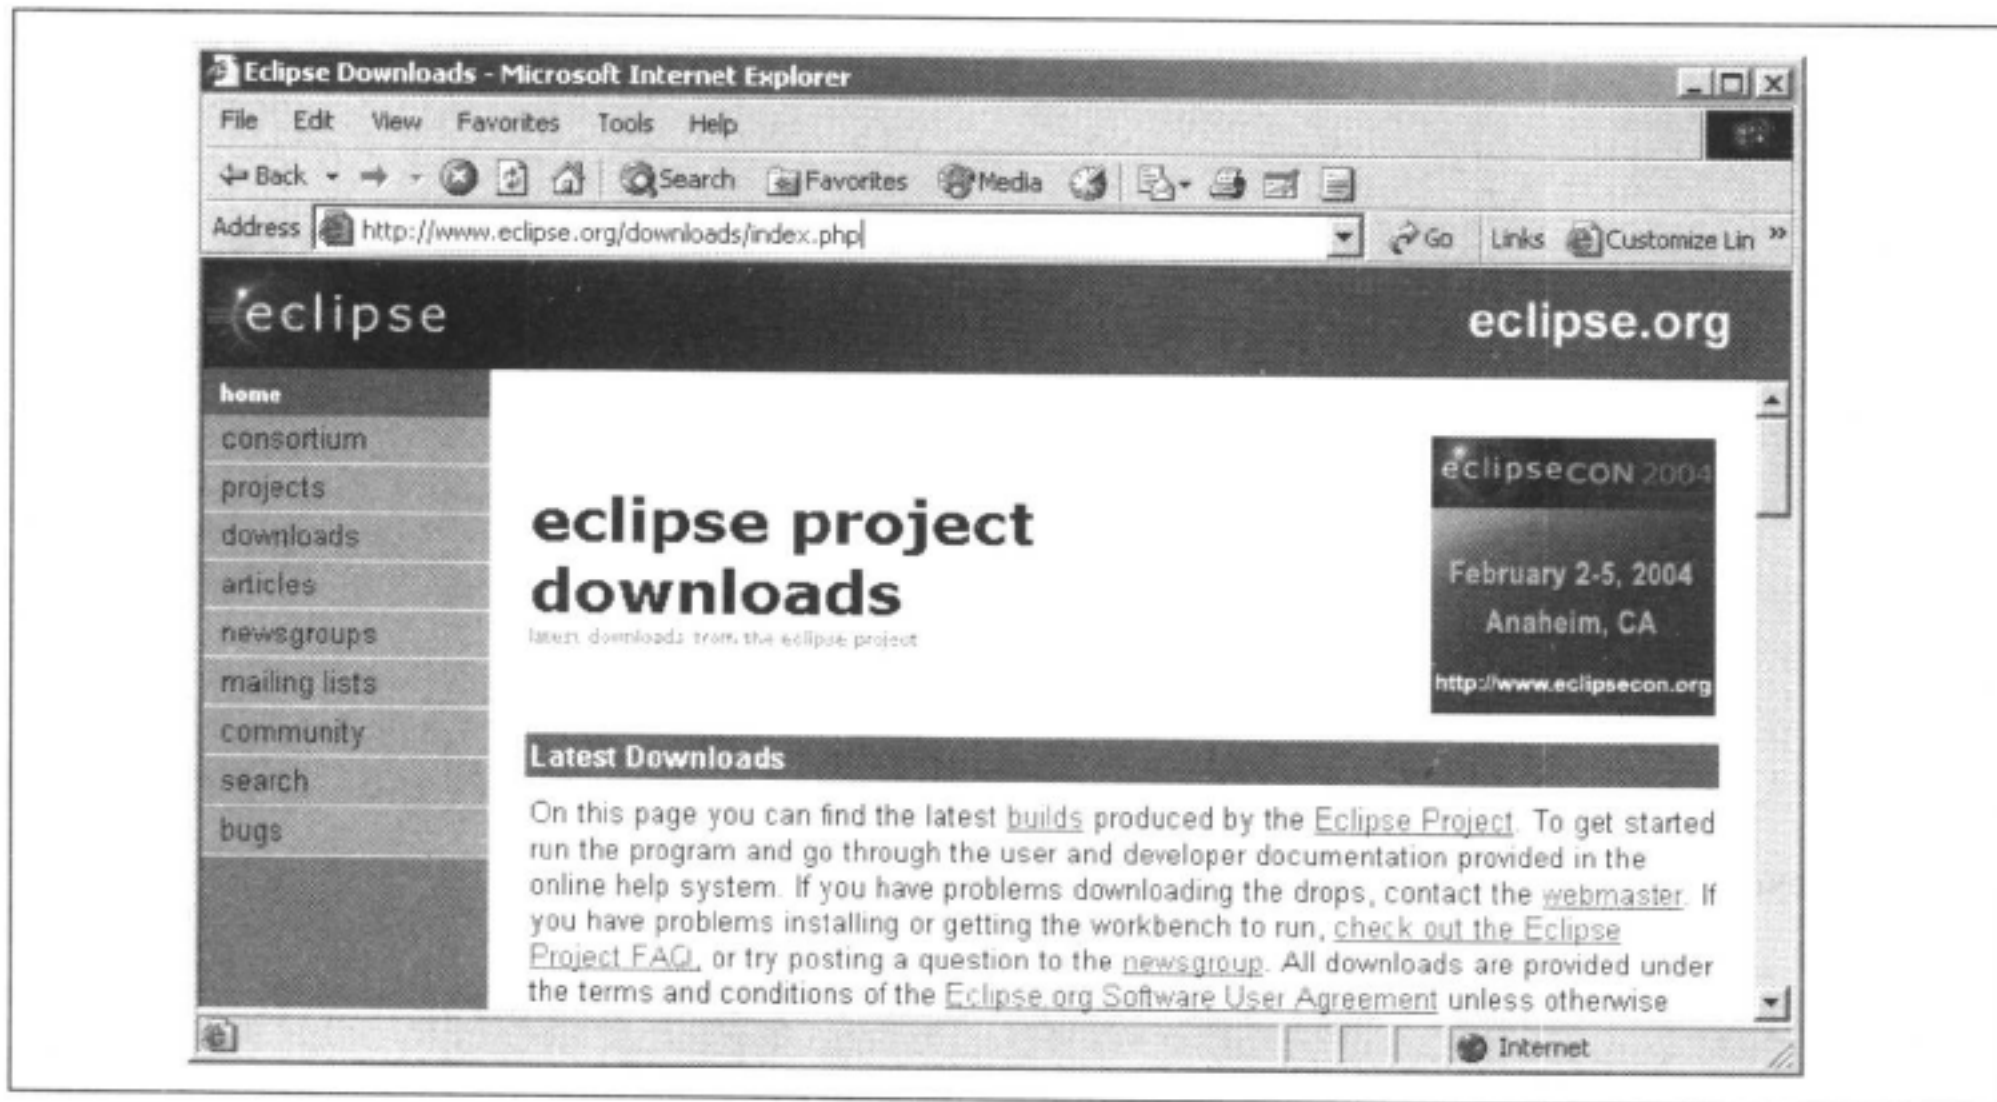 Eclipse Downloads - Microsoft Internet Explorer
File Edit View Favorites Tools Help
Back Search Favorites Media
Address http://www.eclipse.org/downloads/index.php Go Links Customize Lin »
eclipse eclipse.org
home
consortium
projects
downloads
articles
newsgroups
mailing lists
community
search
bugs
eclipse project
downloads
latest downloads from the eclipse project
eclipseCON 2004
February 2-5, 2004
Anaheim, CA
http://www.eclipsecon.org
Latest Downloads
On this page you can find the latest builds produced by the Eclipse Project. To get started
run the program and go through the user and developer documentation provided in the
online help system. If you have problems downloading the drops, contact the webmaster. If
you have problems installing or getting the workbench to run, check out the Eclipse
Project FAQ, or try posting a question to the newsgroup. All downloads are provided under
the terms and conditions of the Eclipse.org Software User Agreement unless otherwise
Internet